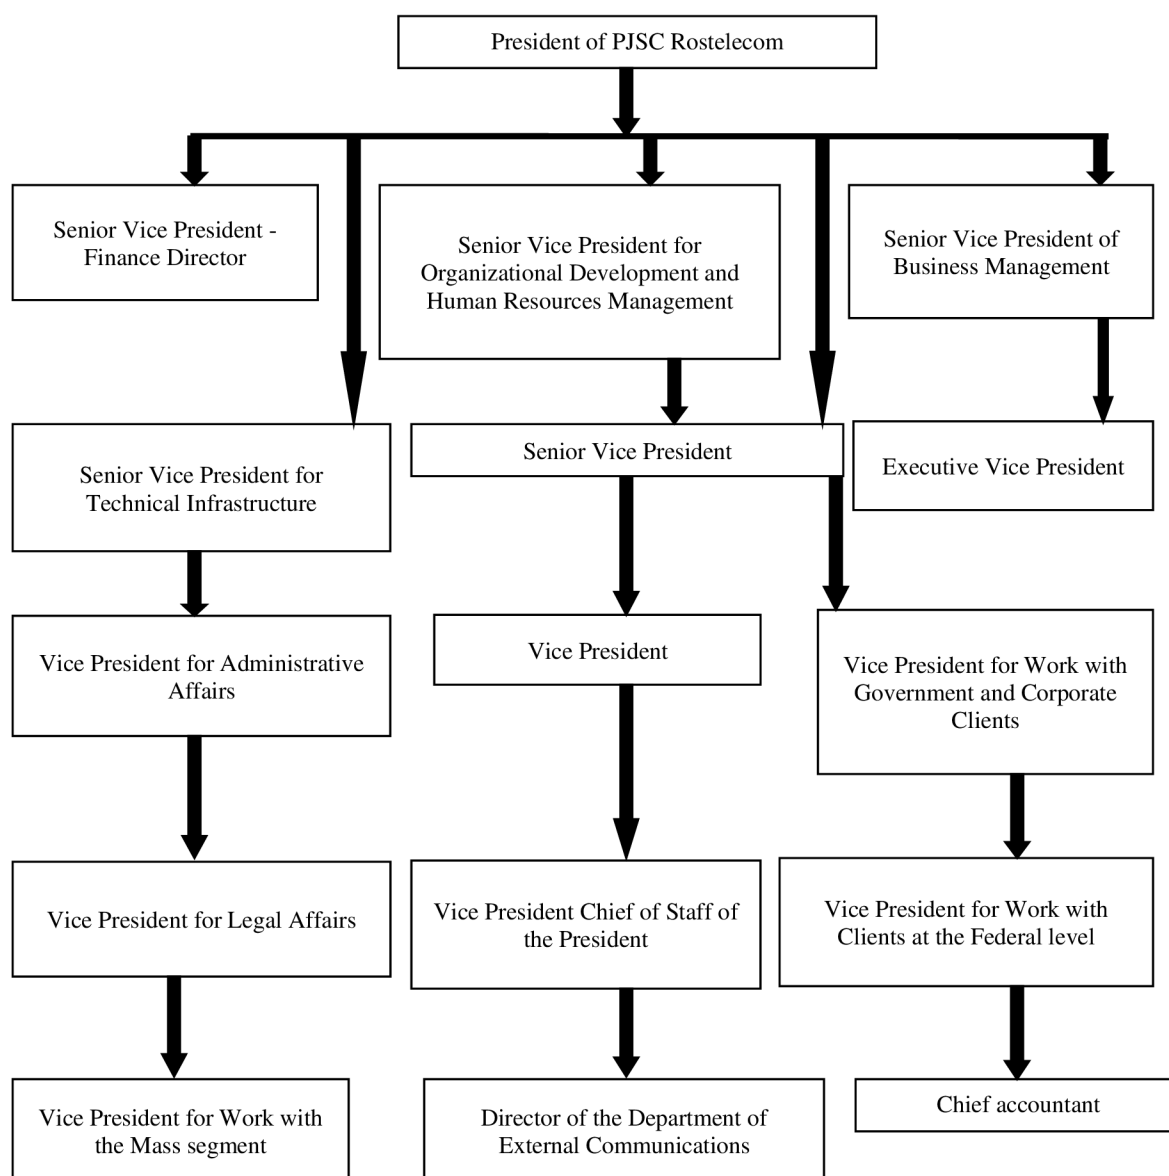 President of PJSC Rostelecom
Senior Vice President -
Finance Director
Senior Vice President for
Organizational Development and
Human Resources Management
Senior Vice President of
Business Management
Senior Vice President for
Technical Infrastructure
Senior Vice President
Executive Vice President
Vice President for Administrative
Affairs
Vice President
Vice President for Work with
Government and Corporate
Clients
Vice President for Legal Affairs
Vice President Chief of Staff of
the President
Vice President for Work with
Clients at the Federal level
Vice President for Work with
the Mass segment
Director of the Department of
External Communications
Chief accountant